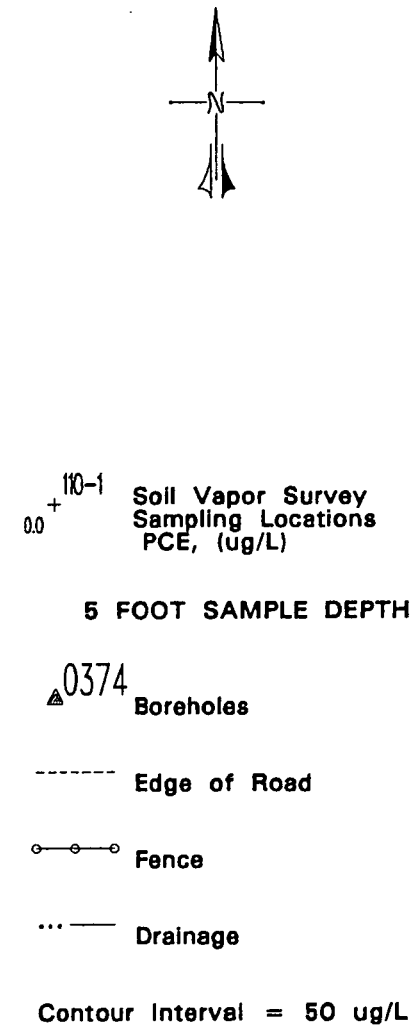 N
110-1
0.0 + Soil Vapor Survey
Sampling Locations
PCE, (ug/L)
5 FOOT SAMPLE DEPTH
0374
Boreholes
Edge of Road
Fence
Drainage
Contour Interval = 50 ug/L